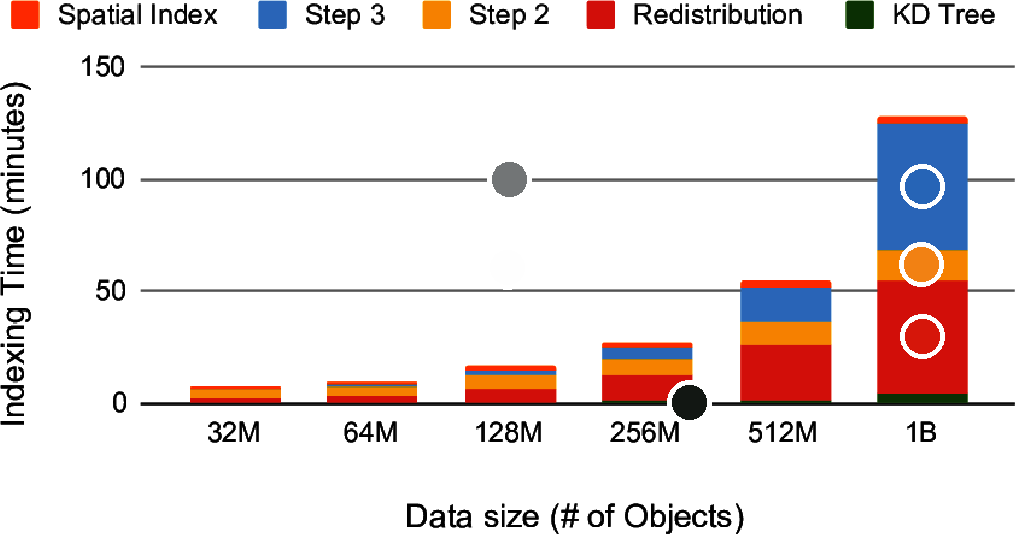 Spatial Index Step 3 Step 2 Redistribution KD Tree
Indexing Time (minutes)
150
100
50
0
32M 64M 128M 256M 512M 1B
Data size (# of Objects)